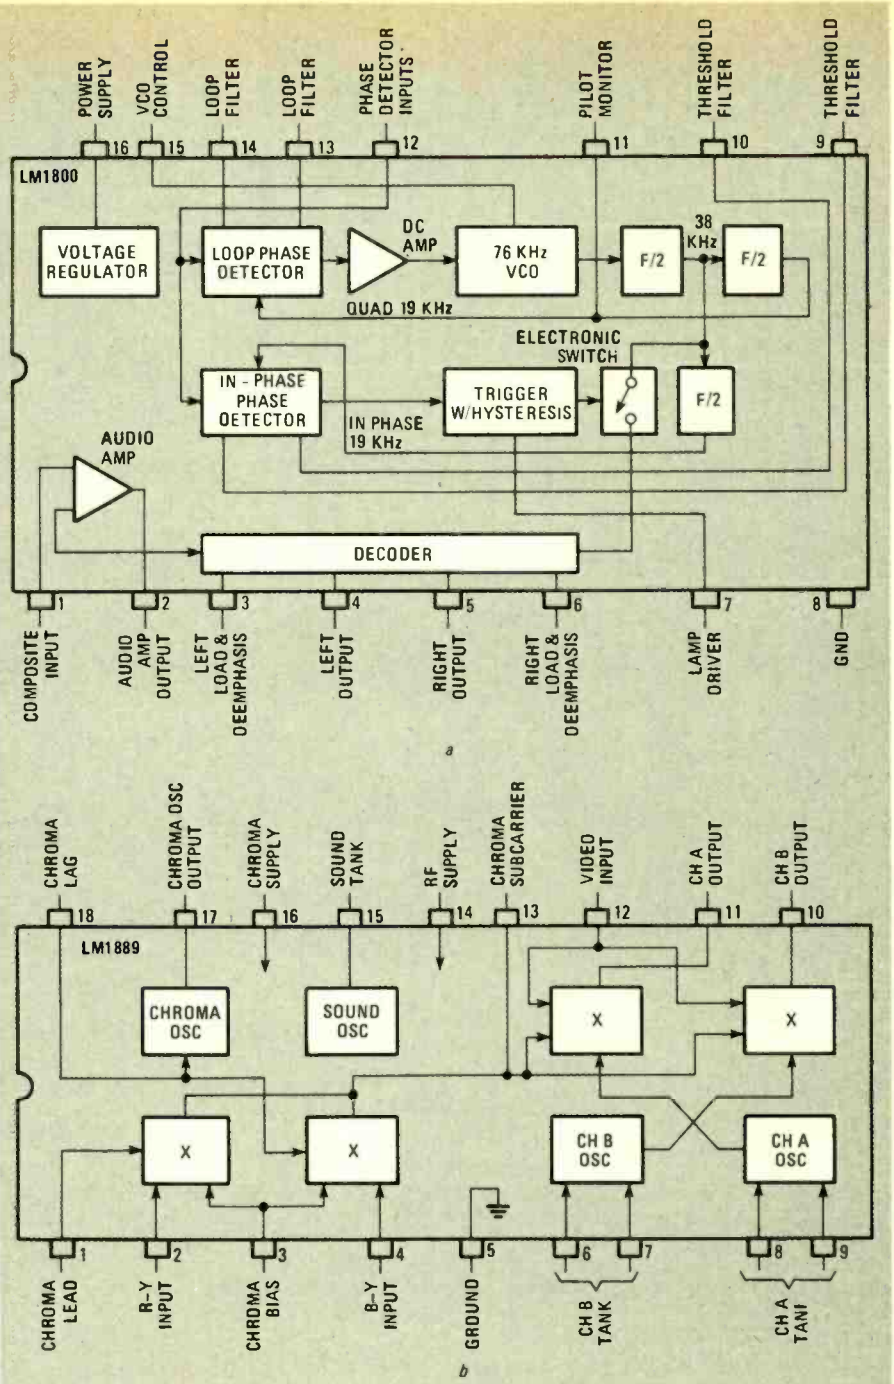 POWER
SUPPLY
VCO
CONTROL
LOOP
FILTER
LOOP
FILTER
PHASE
DETECTOR
INPUTS
PILOT
MONITOR
THRESHOLD
FILTER
THRESHOLD
FILTER
16
15
14
13
12
11
10
9
LM1800
VOLTAGE
REGULATOR
LOOP PHASE
DETECTOR
DC
AMP
76 KHz
VCO
F/2
38
KHz
F/2
QUAD 19 KHz
ELECTRONIC
SWITCH
IN - PHASE
PHASE
DETECTOR
IN PHASE
19 KHz
TRIGGER
W/HYSTERESIS
F/2
AUDIO
AMP
DECODER
1
2
3
4
5
6
7
8
COMPOSITE
INPUT
AUDIO
AMP
OUTPUT
LEFT
LOAD &
DEEMPHASIS
LEFT
OUTPUT
RIGHT
OUTPUT
RIGHT
LOAD &
DEEMPHASIS
LAMP
DRIVER
GND
a
CHROMA
LAG
CHROMA OSC
OUTPUT
CHROMA
SUPPLY
SOUND
TANK
RF
SUPPLY
CHROMA
SUBCARRIER
VIDEO
INPUT
CH A
OUTPUT
CH B
OUTPUT
18
17
16
15
14
13
12
11
10
LM1889
CHROMA
OSC
SOUND
OSC
X
X
X
X
CH B
OSC
CH A
OSC
1
2
3
4
5
6
7
8
9
CHROMA
LEAD
R-Y
INPUT
CHROMA
BIAS
B-Y
INPUT
GROUND
CH B
TANK
CH A
TANI
b